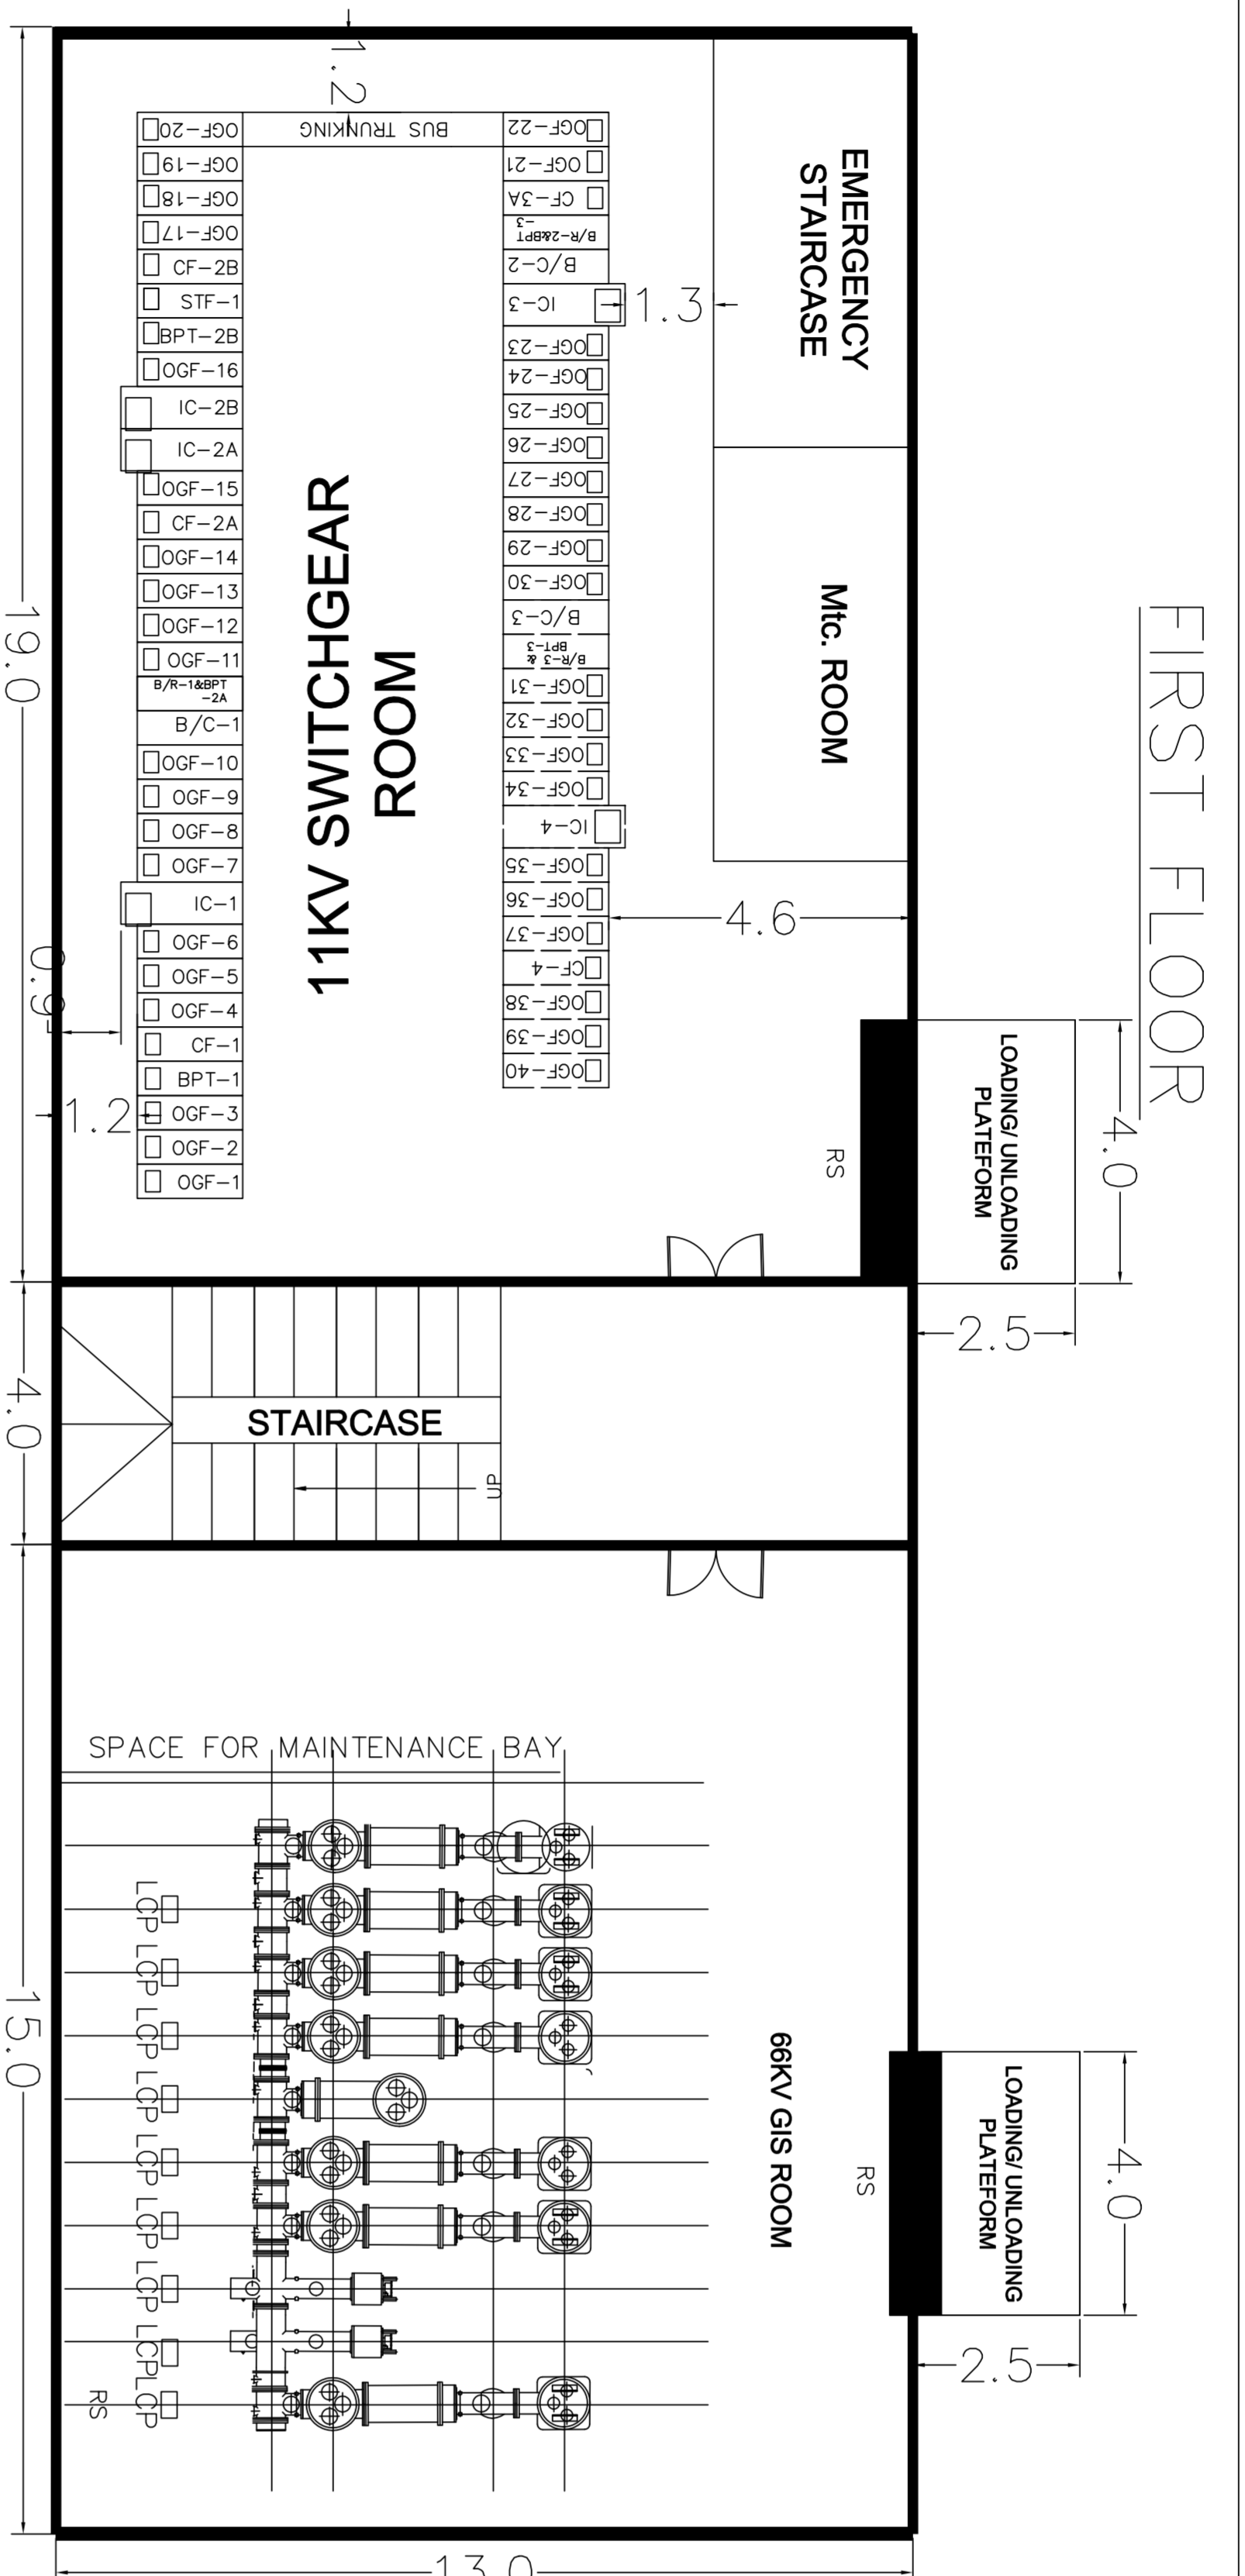 FIRST FLOOR
1.2
EMERGENCY
STAIRCASE
BUS TRUNKING
OGF-20
OGF-19
OGF-18
OGF-17
CF-2B
STF-1
BPT-2B
OGF-16
IC-2B
IC-2A
OGF-15
CF-2A
OGF-14
OGF-13
OGF-12
OGF-11
B/R-1&BPT
-2A
B/C-1
OGF-10
OGF-9
OGF-8
OGF-7
IC-1
OGF-6
OGF-5
OGF-4
CF-1
BPT-1
OGF-3
OGF-2
OGF-1
OGF-22
OGF-21
CF-3A
B/R-2&BPT
-3
B/C-2
IC-3
OGF-23
OGF-24
OGF-25
OGF-26
OGF-27
OGF-28
OGF-29
OGF-30
B/C-3
B/R-3 &
BPT-3
OGF-31
OGF-32
OGF-33
OGF-34
IC-4
OGF-35
OGF-36
OGF-37
CF-4
OGF-38
OGF-39
OGF-40
1.3
11KV SWITCHGEAR
ROOM
Mtc. ROOM
4.6
0.9
1.2
19.0
RS
LOADING/ UNLOADING
PLATEFORM
4.0
2.5
STAIRCASE
UP
4.0
SPACE FOR MAINTENANCE BAY
LCP
LCP
LCP
LCP
LCP
LCP
LCP
LCP
LCP
RS
66KV GIS ROOM
RS
LOADING/ UNLOADING
PLATEFORM
4.0
2.5
15.0
13.0